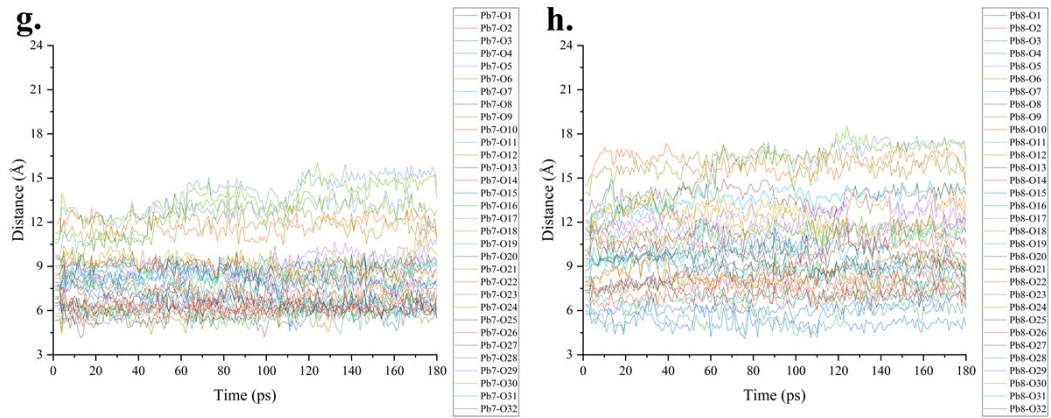 g.
24
21
18
15
12
9
6
3
Distance (Å)
0 20 40 60 80 100 120 140 160 180
Time (ps)
Pb7-O1
Pb7-O2
Pb7-O3
Pb7-O4
Pb7-O5
Pb7-O6
Pb7-O7
Pb7-O8
Pb7-O9
Pb7-O10
Pb7-O11
Pb7-O12
Pb7-O13
Pb7-O14
Pb7-O15
Pb7-O16
Pb7-O17
Pb7-O18
Pb7-O19
Pb7-O20
Pb7-O21
Pb7-O22
Pb7-O23
Pb7-O24
Pb7-O25
Pb7-O26
Pb7-O27
Pb7-O28
Pb7-O29
Pb7-O30
Pb7-O31
Pb7-O32
h.
24
21
18
15
12
9
6
3
Distance (Å)
0 20 40 60 80 100 120 140 160 180
Time (ps)
Pb8-O1
Pb8-O2
Pb8-O3
Pb8-O4
Pb8-O5
Pb8-O6
Pb8-O7
Pb8-O8
Pb8-O9
Pb8-O10
Pb8-O11
Pb8-O12
Pb8-O13
Pb8-O14
Pb8-O15
Pb8-O16
Pb8-O17
Pb8-O18
Pb8-O19
Pb8-O20
Pb8-O21
Pb8-O22
Pb8-O23
Pb8-O24
Pb8-O25
Pb8-O26
Pb8-O27
Pb8-O28
Pb8-O29
Pb8-O30
Pb8-O31
Pb8-O32